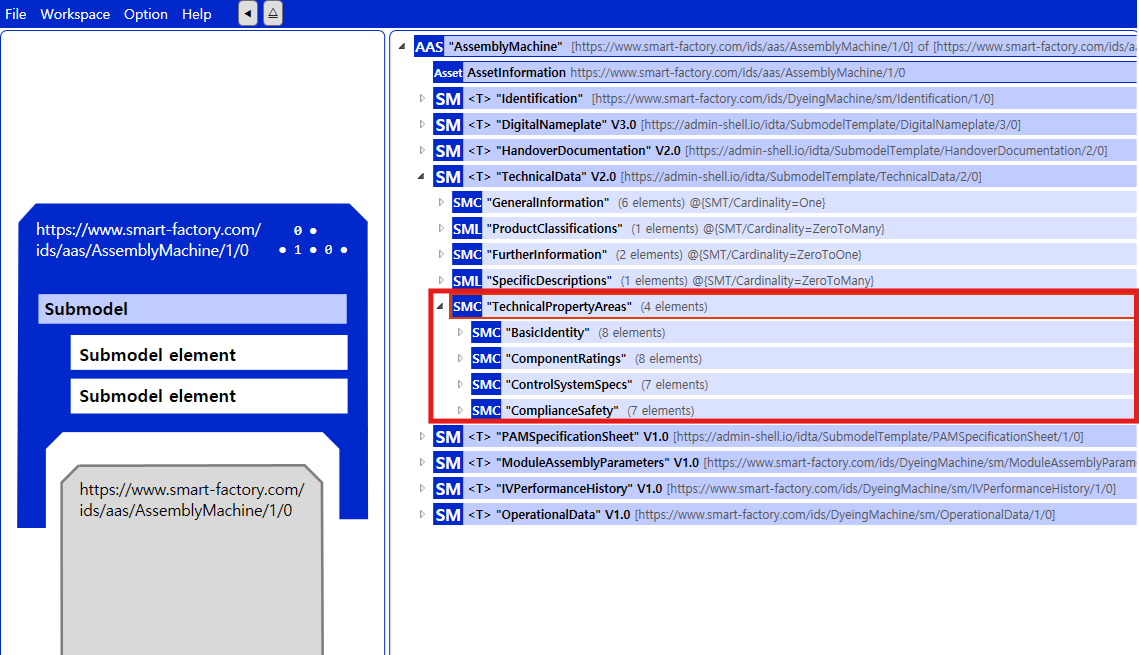 File Workspace Option Help
https://www.smart-factory.com/
ids/aas/AssemblyMachine/1/0
0
1 0
Submodel
Submodel element
Submodel element
https://www.smart-factory.com/
ids/aas/AssemblyMachine/1/0
AAS "AssemblyMachine" [https://www.smart-factory.com/ids/aas/AssemblyMachine/1/0] of [https://www.smart-factory.com/ids/a
Asset AssetInformation https://www.smart-factory.com/ids/aas/AssemblyMachine/1/0
SM <T> "Identification" [https://www.smart-factory.com/ids/DyeingMachine/sm/Identification/1/0]
SM <T> "DigitalNameplate" V3.0 [https://admin-shell.io/idta/SubmodelTemplate/DigitalNameplate/3/0]
SM <T> "HandoverDocumentation" V2.0 [https://admin-shell.io/idta/SubmodelTemplate/HandoverDocumentation/2/0]
SM <T> "TechnicalData" V2.0 [https://admin-shell.io/idta/SubmodelTemplate/TechnicalData/2/0]
SMC "GeneralInformation" (6 elements) @{SMT/Cardinality=One}
SML "ProductClassifications" (1 elements) @{SMT/Cardinality=ZeroToMany}
SMC "FurtherInformation" (2 elements) @{SMT/Cardinality=ZeroToOne}
SML "SpecificDescriptions" (1 elements) @{SMT/Cardinality=ZeroToMany}
SMC "TechnicalPropertyAreas" (4 elements)
SMC "BasicIdentity" (8 elements)
SMC "ComponentRatings" (8 elements)
SMC "ControlSystemSpecs" (7 elements)
SMC "ComplianceSafety" (7 elements)
SM <T> "PAMSpecificationSheet" V1.0 [https://admin-shell.io/idta/SubmodelTemplate/PAMSpecificationSheet/1/0]
SM <T> "ModuleAssemblyParameters" V1.0 [https://www.smart-factory.com/ids/DyeingMachine/sm/ModuleAssemblyParam
SM <T> "IVPerformanceHistory" V1.0 [https://www.smart-factory.com/ids/DyeingMachine/sm/IVPerformanceHistory/1/0]
SM <T> "OperationalData" V1.0 [https://www.smart-factory.com/ids/DyeingMachine/sm/OperationalData/1/0]